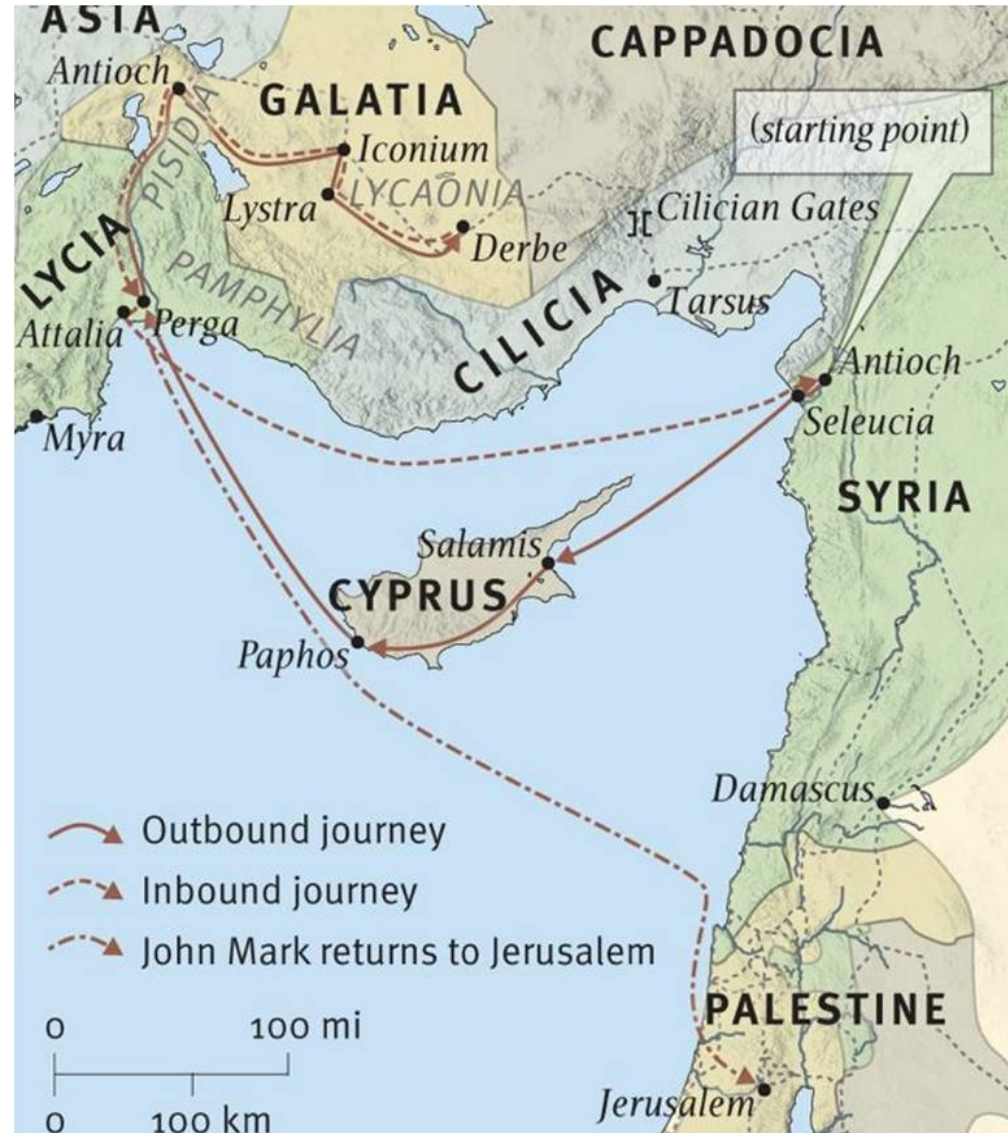 ASIA
CAPPADOCIA
Antioch
GALATIA
(starting point)
PISIDIA
Iconium
LYCAŌNIA
Lystra
Cilician Gates
Derbe
LYCIA
PAMPHYLIA
CILICIA
Tarsus
Attalia
Perga
Antioch
Myra
Seleucia
SYRIA
Salamis
CYPRUS
Paphos
Damascus
Outbound journey
Inbound journey
John Mark returns to Jerusalem
PALESTINE
0 100 mi
Jerusalem
0 100 km